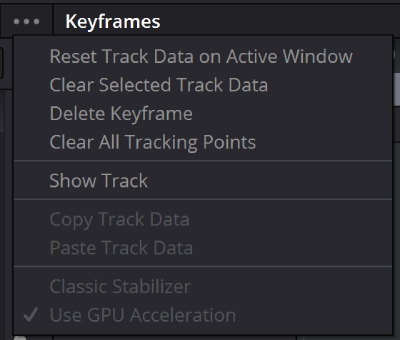 Keyframes
Reset Track Data on Active Window
Clear Selected Track Data
Delete Keyframe
Clear All Tracking Points
Show Track
Copy Track Data
Paste Track Data
Classic Stabilizer
Use GPU Acceleration